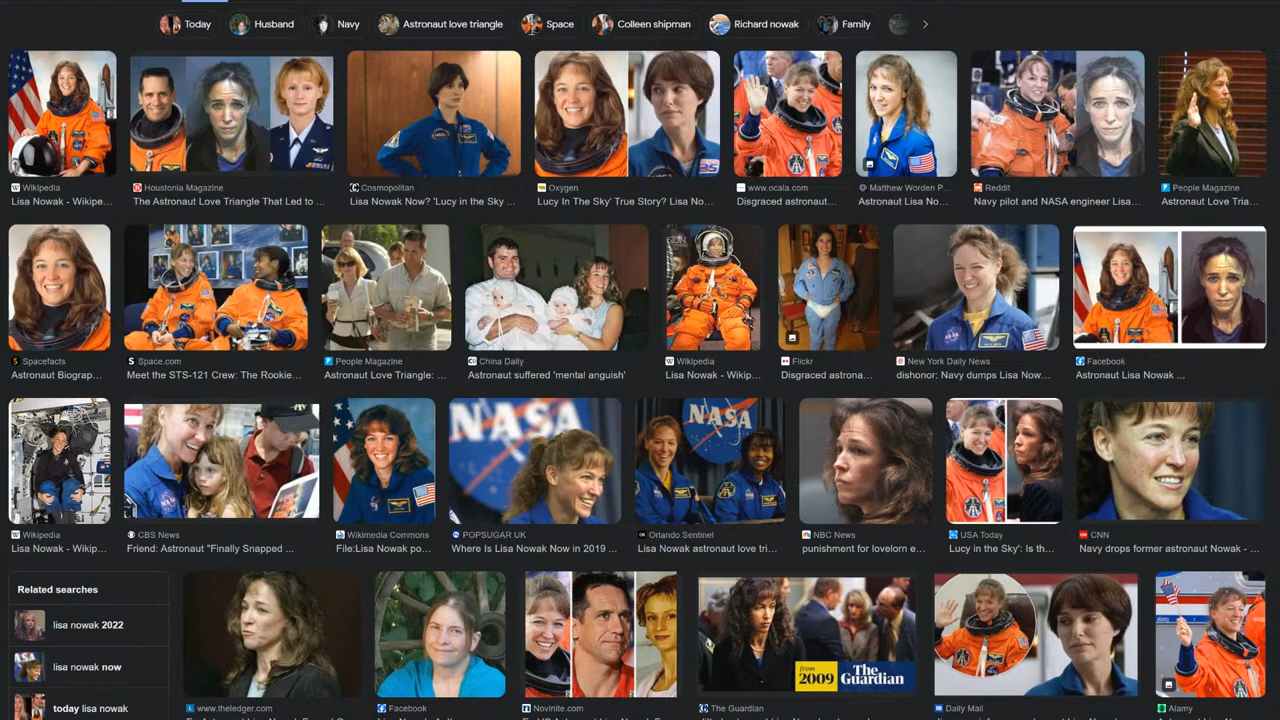 Today
Husband
Navy
Astronaut love triangle
Space
Colleen shipman
Richard nowak
Family
Wikipedia
Lisa Nowak - Wikipe...
Houstonia Magazine
The Astronaut Love Triangle That Led to ...
Cosmopolitan
Lisa Nowak Now? 'Lucy in the Sky ...
Oxygen
Lucy In The Sky' True Story? Lisa No...
www.ocala.com
Disgraced astronaut...
Matthew Worden P...
Astronaut Lisa No...
Reddit
Navy pilot and NASA engineer Lisa...
People Magazine
Astronaut Love Tria...
Spacefacts
Astronaut Biograp...
Space.com
Meet the STS-121 Crew: The Rookie...
People Magazine
Astronaut Love Triangle: ...
China Daily
Astronaut suffered 'mental anguish'
Wikipedia
Lisa Nowak - Wikip...
Flickr
Disgraced astrona...
New York Daily News
dishonor: Navy dumps Lisa Now...
Facebook
Astronaut Lisa Nowak ...
NASA
NASA
Wikipedia
Lisa Nowak - Wikip...
CBS News
Friend: Astronaut "Finally Snapped ...
Wikimedia Commons
File:Lisa Nowak po...
POPSUGAR UK
Where Is Lisa Nowak Now in 2019 ...
Orlando Sentinel
Lisa Nowak astronaut love tri...
NBC News
punishment for lovelorn e...
USA Today
Lucy in the Sky': Is th...
CNN
Navy drops former astronaut Nowak - ...
Related searches
lisa nowak 2022
lisa nowak now
today lisa nowak
from
2009
The
Guardian
www.theledger.com
Facebook
Novinite.com
The Guardian
Daily Mail
Alamy